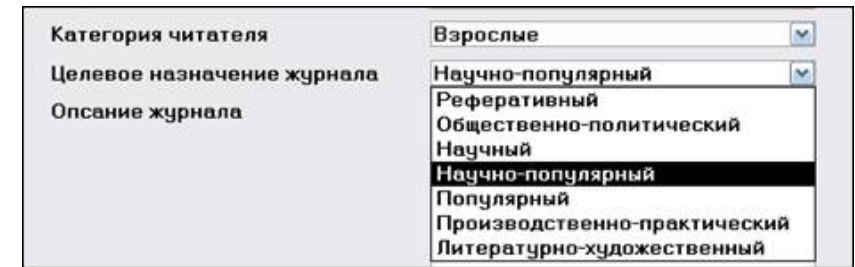 Категория читателя Взрослые
Целевое назначение журнала Научно-популярный
Опсание журнала Реферативный
Общественно-политический
Научный
Научно-популярный
Популярный
Производственно-практический
Литературно-художественный